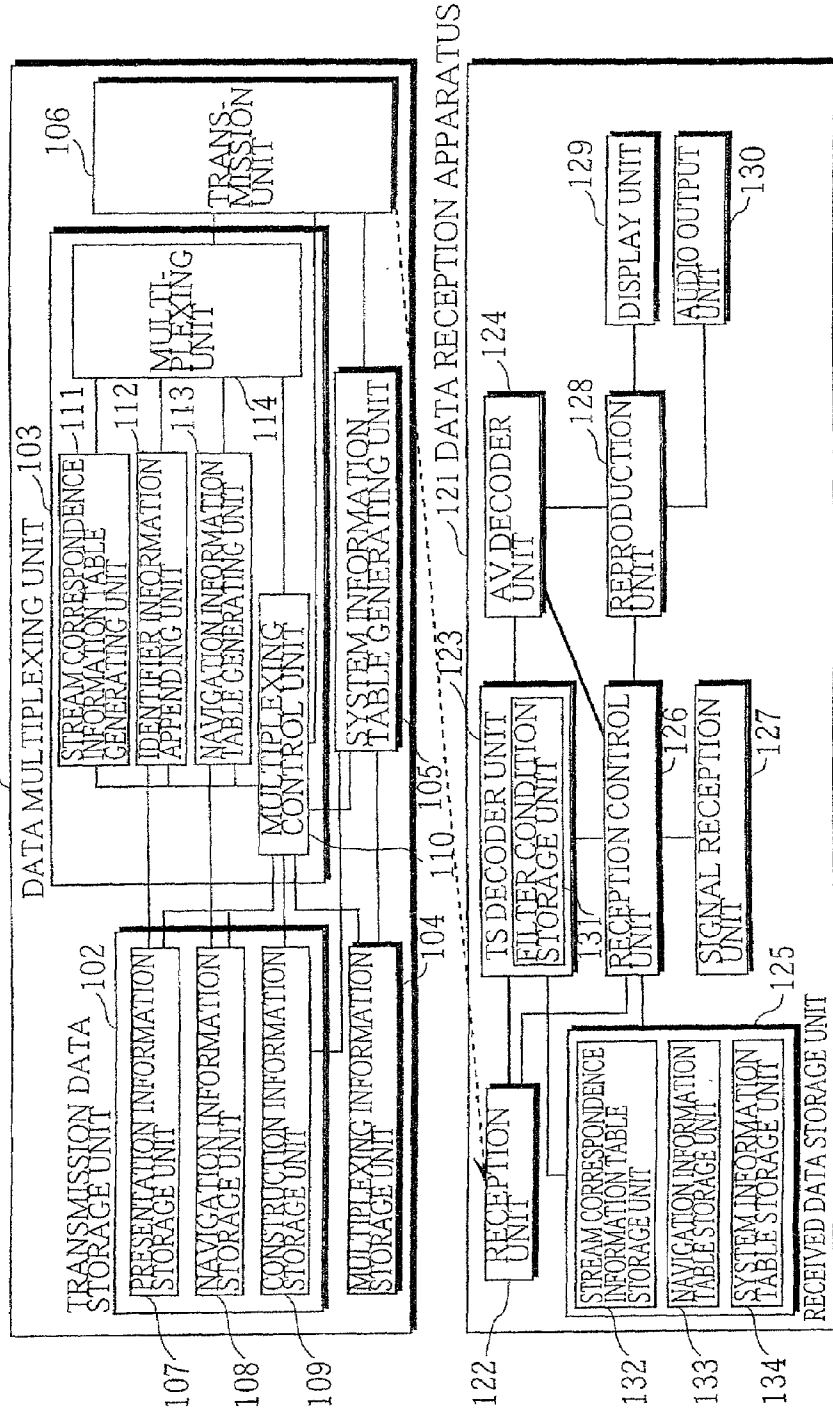 DATA MULTIPLEXING UNIT
103
TRANSMISSION DATA
STORAGE UNIT
102
PRESENTATION INFORMATION
STORAGE UNIT
107
NAVIGATION INFORMATION
STORAGE UNIT
108
CONSTRUCTION INFORMATION
STORAGE UNIT
109
MULTIPLEXING INFORMATION
STORAGE UNIT
104
STREAM CORRESPONDENCE
INFORMATION TABLE
GENERATING UNIT
111
IDENTIFIER INFORMATION
APPENDING UNIT
112
NAVIGATION INFORMATION
TABLE GENERATING UNIT
113
MULTIPLEXING
CONTROL UNIT
110
MULTI-
PLEXING
UNIT
114
TRANS-
MISSION
UNIT
106
SYSTEM INFORMATION
TABLE GENERATING UNIT
105
121 DATA RECEPTION APPARATUS
RECEPTION
UNIT
122
TS DECODER UNIT
123
FILTER CONDITION
STORAGE UNIT
131
AV DECODER
UNIT
124
RECEPTION CONTROL
UNIT
126
SIGNAL RECEPTION
UNIT
127
REPRODUCTION
UNIT
128
DISPLAY UNIT
129
AUDIO OUTPUT
UNIT
130
STREAM CORRESPONDENCE
INFORMATION TABLE
STORAGE UNIT
132
NAVIGATION INFORMATION
TABLE STORAGE UNIT
133
SYSTEM INFORMATION
TABLE STORAGE UNIT
134
125
RECEIVED DATA STORAGE UNIT